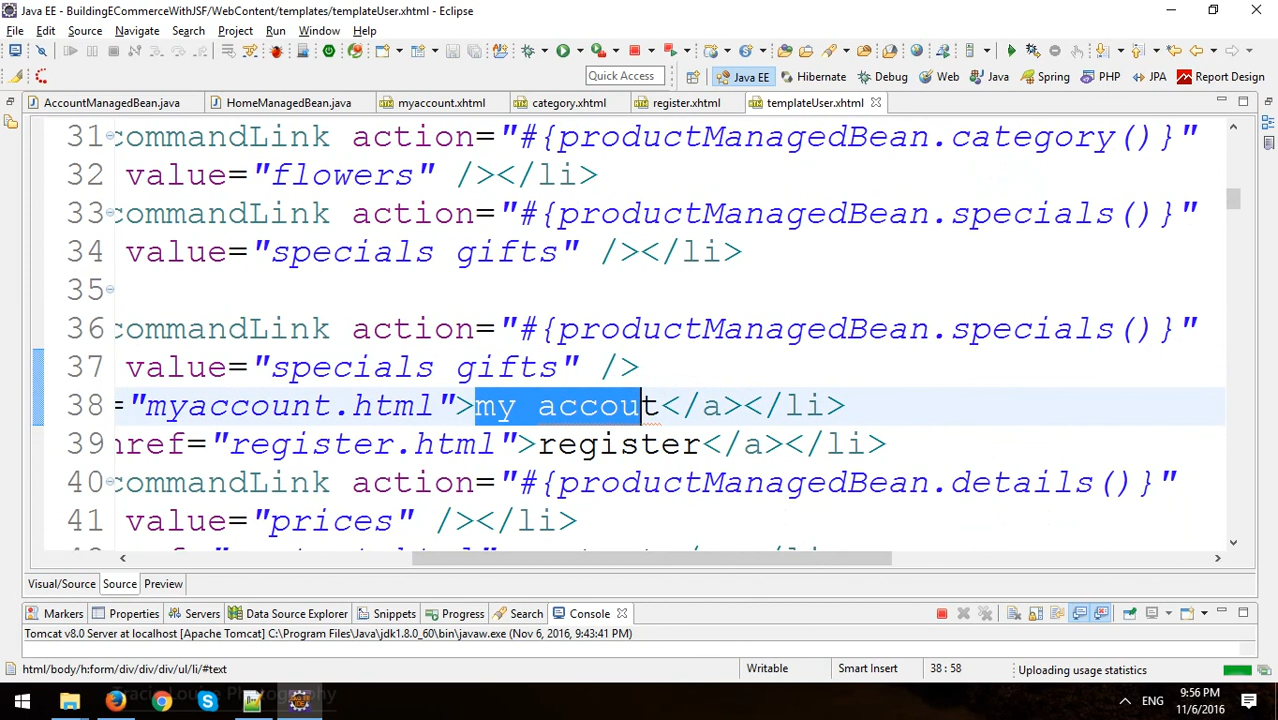 Java EE - BuildingECommerceWithJSF/WebContent/templates/templateUser.xhtml - Eclipse
File Edit Source Navigate Search Project Run Window Help
Quick Access Java EE Hibernate Debug Web Java Spring PHP JPA Report Design
AccountManagedBean.java HomeManagedBean.java myaccount.xhtml category.xhtml register.xhtml templateUser.xhtml
31 commandLink action="#{productManagedBean.category()}"
32 value="flowers" /></li>
33 commandLink action="#{productManagedBean.specials()}"
34 value="specials gifts" /></li>
35
36 commandLink action="#{productManagedBean.specials()}"
37 value="specials gifts" />
38 ="myaccount.html">my accout</a></li>
39 href="register.html">register</a></li>
40 commandLink action="#{productManagedBean.details()}"
41 value="prices" /></li>
Visual/Source Source Preview
Markers Properties Servers Data Source Explorer Snippets Progress Search Console
Tomcat v8.0 Server at localhost [Apache Tomcat] C:\Program Files\Java\jdk1.8.0_60\bin\javaw.exe (Nov 6, 2016, 9:43:41 PM)
html/body/h:form/div/div/div/ul/li/#text Writable Smart Insert 38 : 58 Uploading usage statistics
Tracie Louise Photography
ENG 9:56 PM
11/6/2016